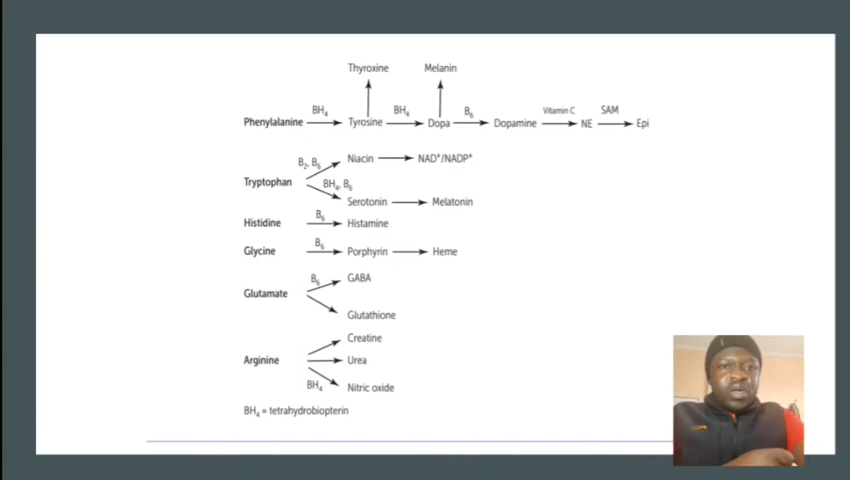 Thyroxine Melanin
BH4 BH4 B6 Vitamin C SAM
Phenylalanine Tyrosine Dopa Dopamine NE Epi
B2, B6 Niacin NAD+/NADP+
Tryptophan BH4, B6
Serotonin Melatonin
B6
Histidine Histamine
B6
Glycine Porphyrin Heme
B6 GABA
Glutamate
Glutathione
Creatine
Arginine Urea
BH4 Nitric oxide
BH4 = tetrahydrobiopterin